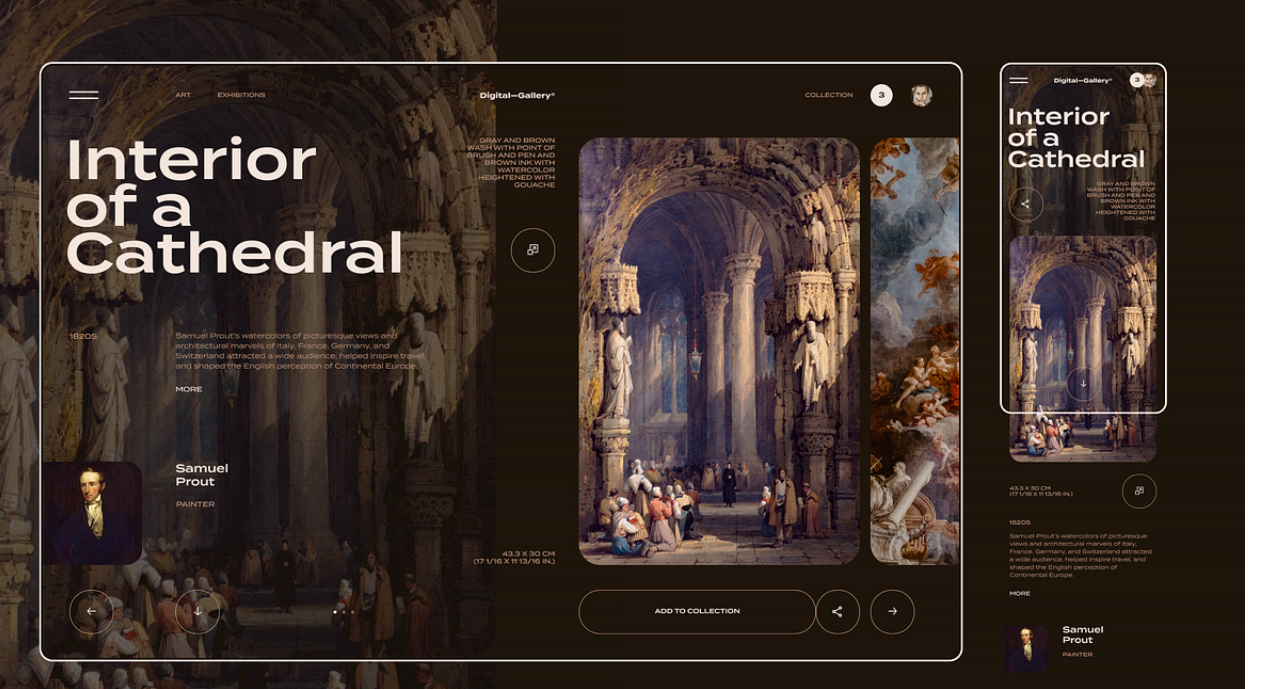 ART
EXHIBITIONS
Digital—Gallery®
COLLECTION
3
Interior
of a
Cathedral
GRAY AND BROWN
WASH WITH POINT OF
BRUSH AND PEN AND
BROWN INK WITH
WATERCOLOR
HEIGHTENED WITH
GOUACHE
1820S
Samuel Prout's watercolors of picturesque views and
architectural marvels of Italy, France, Germany, and
Switzerland attracted a wide audience, helped inspire travel,
and shaped the English perception of Continental Europe.
MORE
Samuel
Prout
PAINTER
43.3 X 30 CM
(17 1/16 X 11 13/16 IN.)
ADD TO COLLECTION
Digital—Gallery®
3
Interior
of a
Cathedral
GRAY AND BROWN
WASH WITH POINT OF
BRUSH AND PEN AND
BROWN INK WITH
WATERCOLOR
HEIGHTENED WITH
GOUACHE
43.3 X 30 CM
(17 1/16 X 11 13/16 IN.)
1820S
Samuel Prout's watercolors of picturesque
views and architectural marvels of Italy,
France, Germany, and Switzerland attracted
a wide audience, helped inspire travel, and
shaped the English perception of
Continental Europe.
MORE
Samuel
Prout
PAINTER